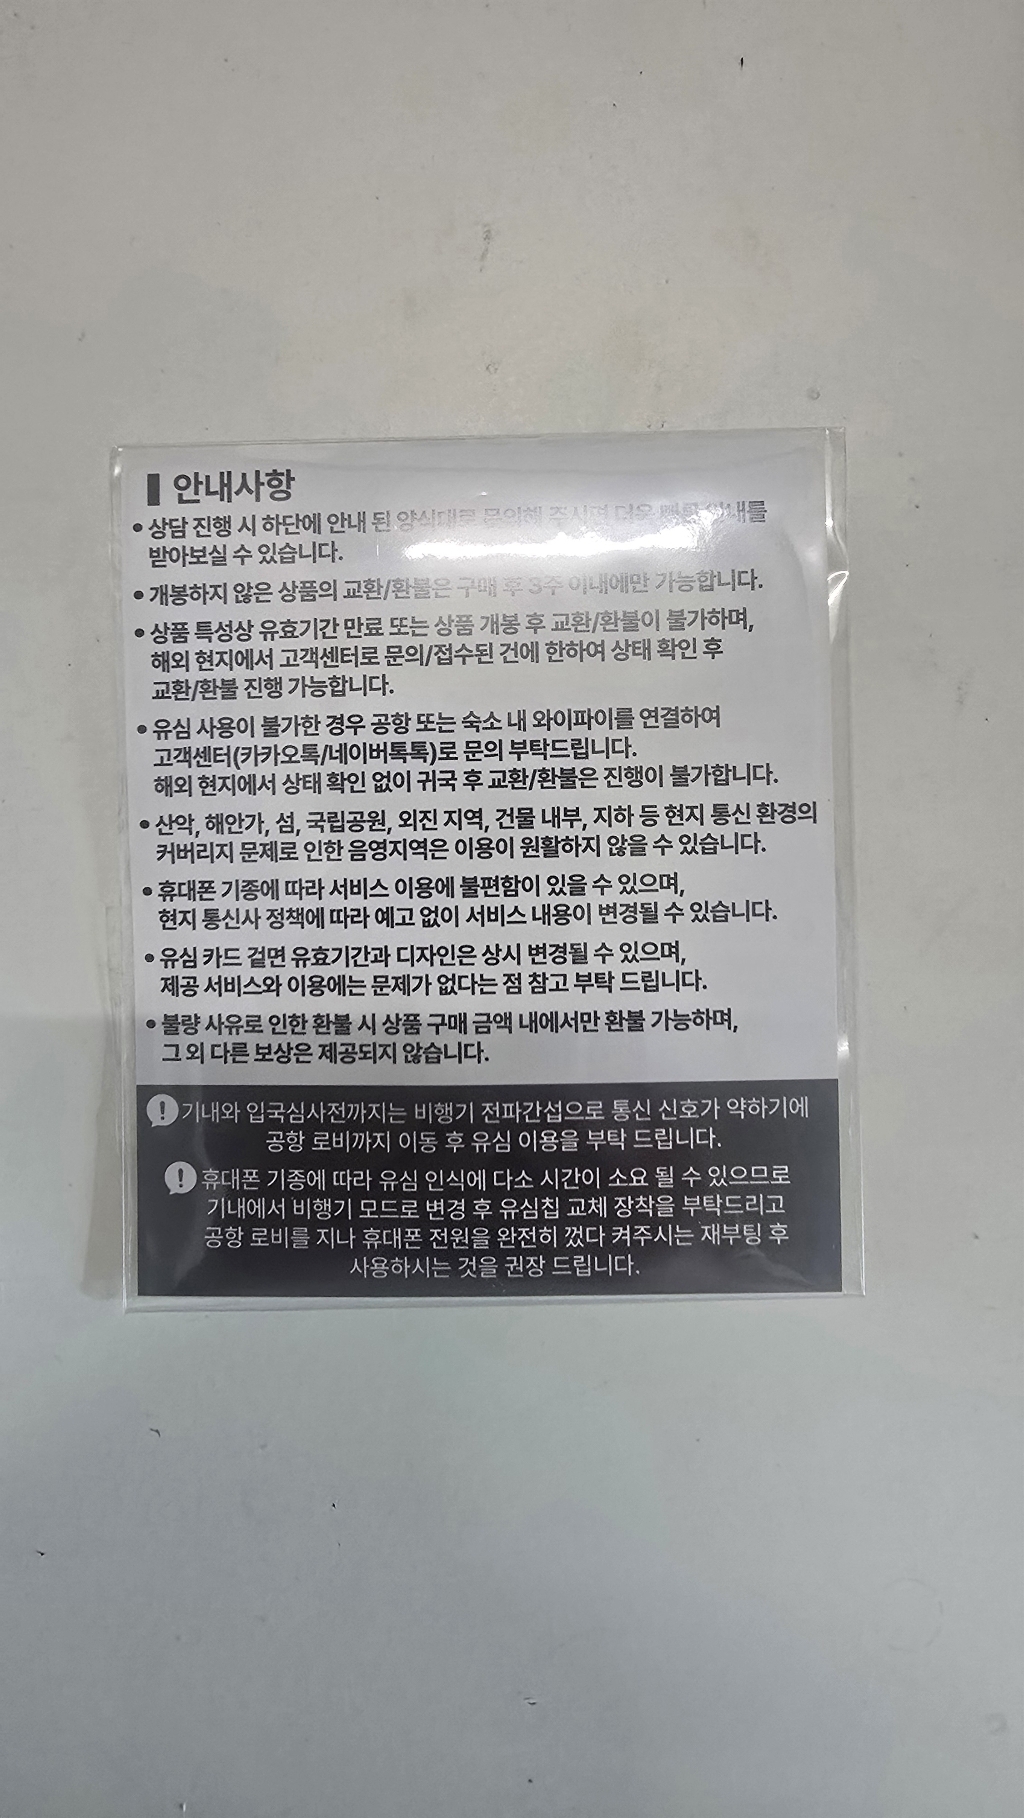 안내사항
• 상담 진행 시 하단에 안내 된 양식대로 문의해 주시면 더욱 빠른 안내를
받아보실 수 있습니다.
• 개봉하지 않은 상품의 교환/환불은 구매 후 3주 이내에만 가능합니다.
• 상품 특성상 유효기간 만료 또는 상품 개봉 후 교환/환불이 불가하며,
해외 현지에서 고객센터로 문의/접수된 건에 한하여 상태 확인 후
교환/환불 진행 가능합니다.
• 유심 사용이 불가한 경우 공항 또는 숙소 내 와이파이를 연결하여
고객센터(카카오톡/네이버톡톡)로 문의 부탁드립니다.
해외 현지에서 상태 확인 없이 귀국 후 교환/환불은 진행이 불가합니다.
• 산악, 해안가, 섬, 국립공원, 외진 지역, 건물 내부, 지하 등 현지 통신 환경의
커버리지 문제로 인한 음영지역은 이용이 원활하지 않을 수 있습니다.
• 휴대폰 기종에 따라 서비스 이용에 불편함이 있을 수 있으며,
현지 통신사 정책에 따라 예고 없이 서비스 내용이 변경될 수 있습니다.
• 유심 카드 겉면 유효기간과 디자인은 상시 변경될 수 있으며,
제공 서비스와 이용에는 문제가 없다는 점 참고 부탁 드립니다.
• 불량 사유로 인한 환불 시 상품 구매 금액 내에서만 환불 가능하며,
그 외 다른 보상은 제공되지 않습니다.
! 기내와 입국심사전까지는 비행기 전파간섭으로 통신 신호가 약하기에
공항 로비까지 이동 후 유심 이용을 부탁 드립니다.
! 휴대폰 기종에 따라 유심 인식에 다소 시간이 소요 될 수 있으므로
기내에서 비행기 모드로 변경 후 유심칩 교체 장착을 부탁드리고
공항 로비를 지나 휴대폰 전원을 완전히 껐다 켜주시는 재부팅 후
사용하시는 것을 권장 드립니다.